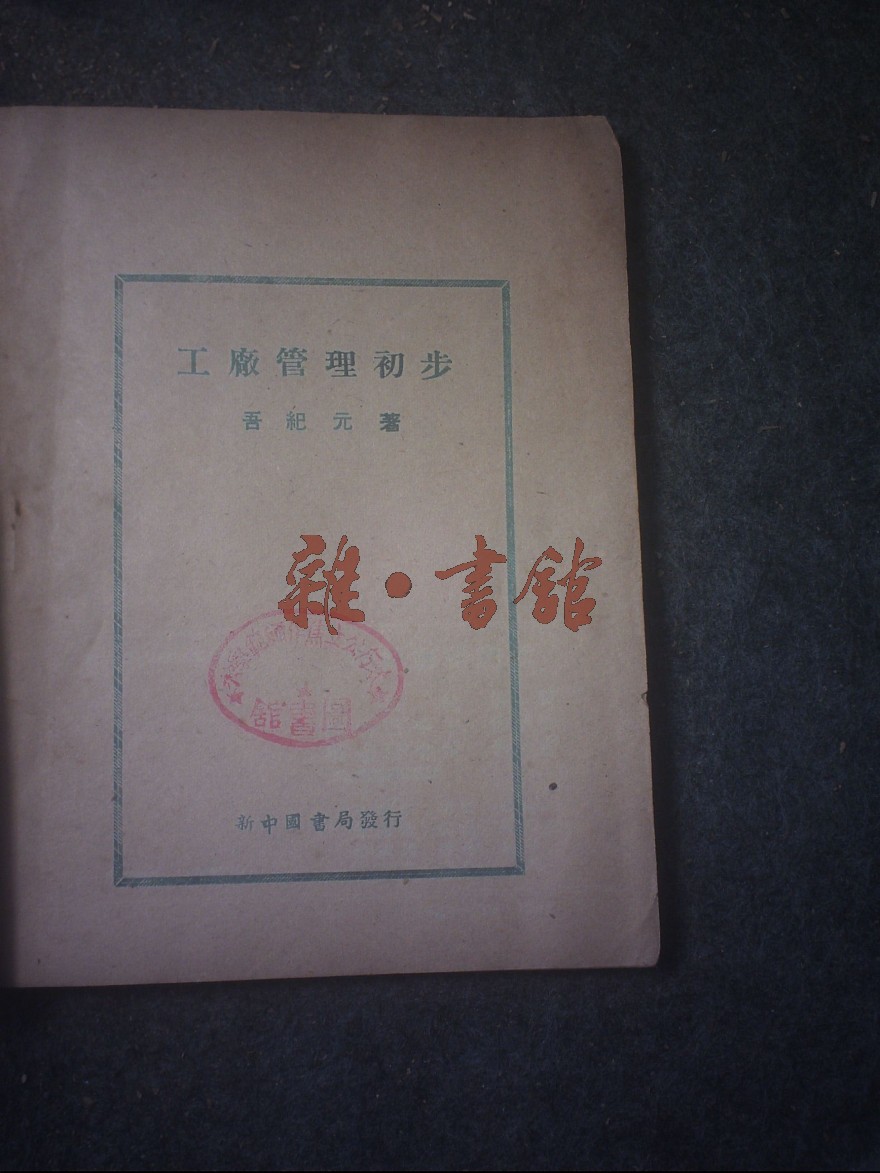 工廠管理初步
吾紀元著
雜·書館
圖書館
新中國書局發行